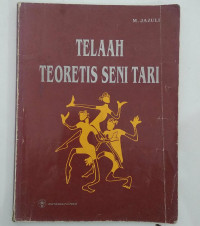 M. JAZULI
TELAAH
TEORETIS SENI TARI